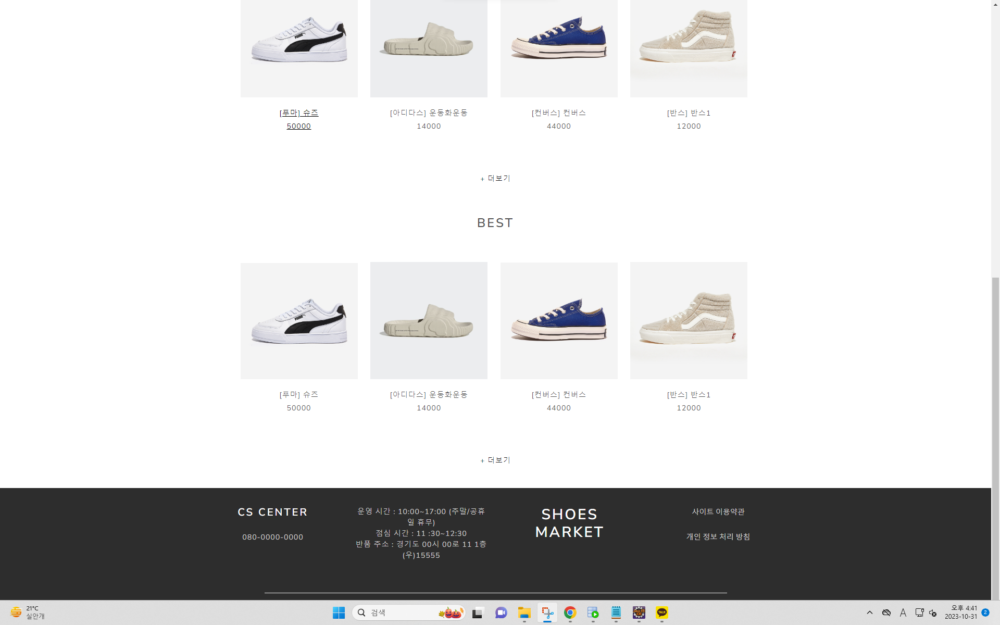 [푸마] 슈즈
50000
[아디다스] 운동화운동
14000
[컨버스] 컨버스
44000
[반스] 반스1
12000
+ 더보기
BEST
[푸마] 슈즈
50000
[아디다스] 운동화운동
14000
[컨버스] 컨버스
44000
[반스] 반스1
12000
+ 더보기
CS CENTER
080-0000-0000
운영 시간 : 10:00~17:00 (주말/공휴
일 휴무)
점심 시간 : 11 :30~12:30
반품 주소 : 경기도 00시 00로 11 1층
(우)15555
SHOES
MARKET
사이트 이용약관
개인 정보 처리 방침
21°C
실안개
검색
TALK
A
오후 4:41
2023-10-31
2